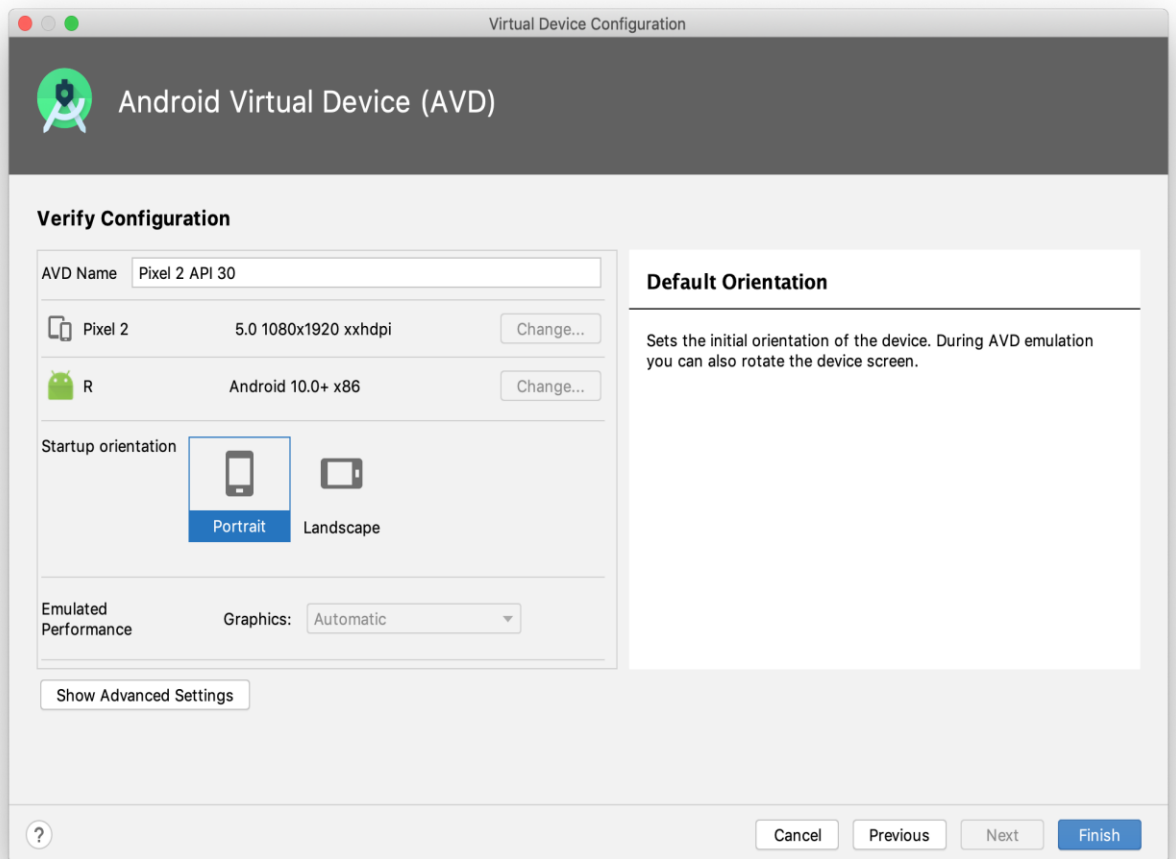 Virtual Device Configuration
Android Virtual Device (AVD)
Verify Configuration
AVD Name Pixel 2 API 30
Pixel 2 5.0 1080x1920 xxhdpi Change...
R Android 10.0+ x86 Change...
Startup orientation
Portrait Landscape
Emulated
Performance
Graphics: Automatic
Show Advanced Settings
Default Orientation
Sets the initial orientation of the device. During AVD emulation
you can also rotate the device screen.
? Cancel Previous Next Finish